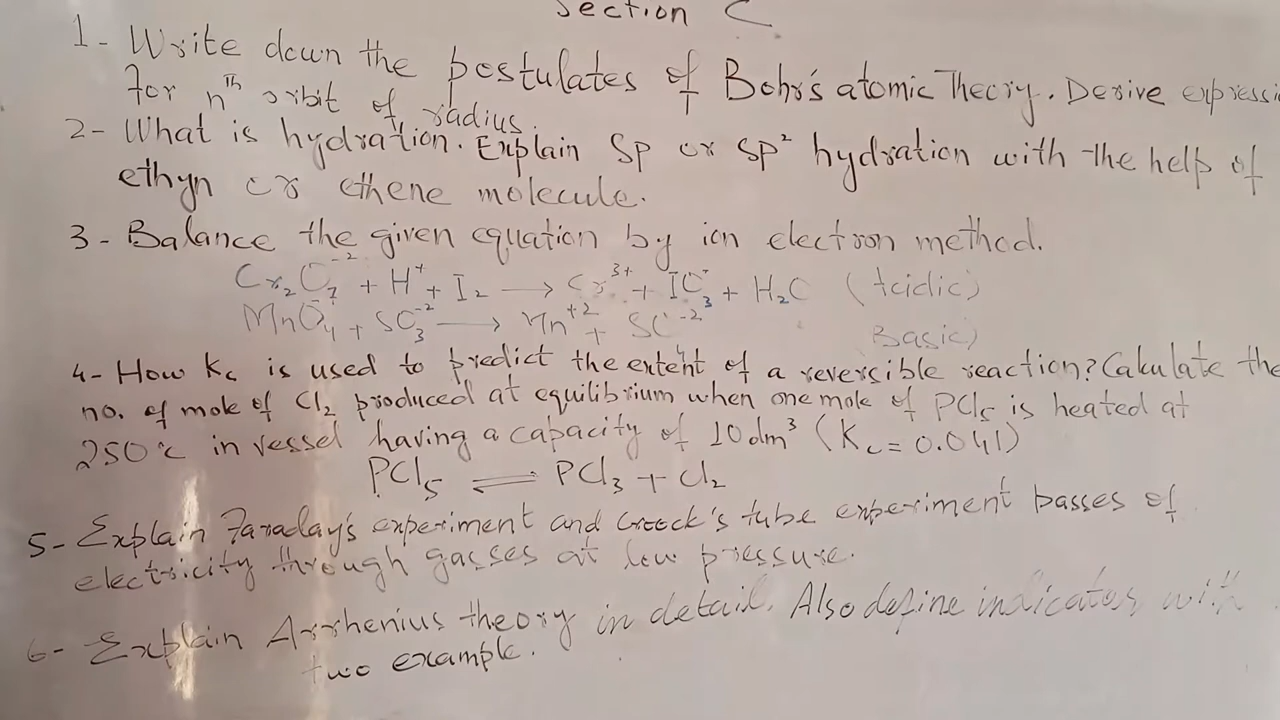 Section C
1- Write down the postulates of Bohr's atomic Theory. Derive expressi
for nᵗʰ orbit of radius.
2- What is hydration. Explain Sp or Sp² hydration with the help of
ethyn or ethene molecule.
3- Balance the given equation by ion electron method.
Cr₂O₇⁻² + H⁺ + I₂ → Cr³⁺ + IO₃⁻ + H₂O (Acidic)
MnO₄⁻ + SO₃⁻² → Mn⁺² + SO₄⁻² Basic)
4- How Kc is used to predict the extent of a reversible reaction? Calculate the
no. of mole of Cl₂ produced at equilibrium when one mole of PCl₅ is heated at
250°c in vessel having a capacity of 10 dm³ (Kc = 0.041)
PCl₅ ⇌ PCl₃ + Cl₂
5- Explain Faraday's experiment and Croock's tube experiment passes of
electricity through gasses at low pressure.
6- Explain Arrhenius theory in detail. Also define indicators with
two example.